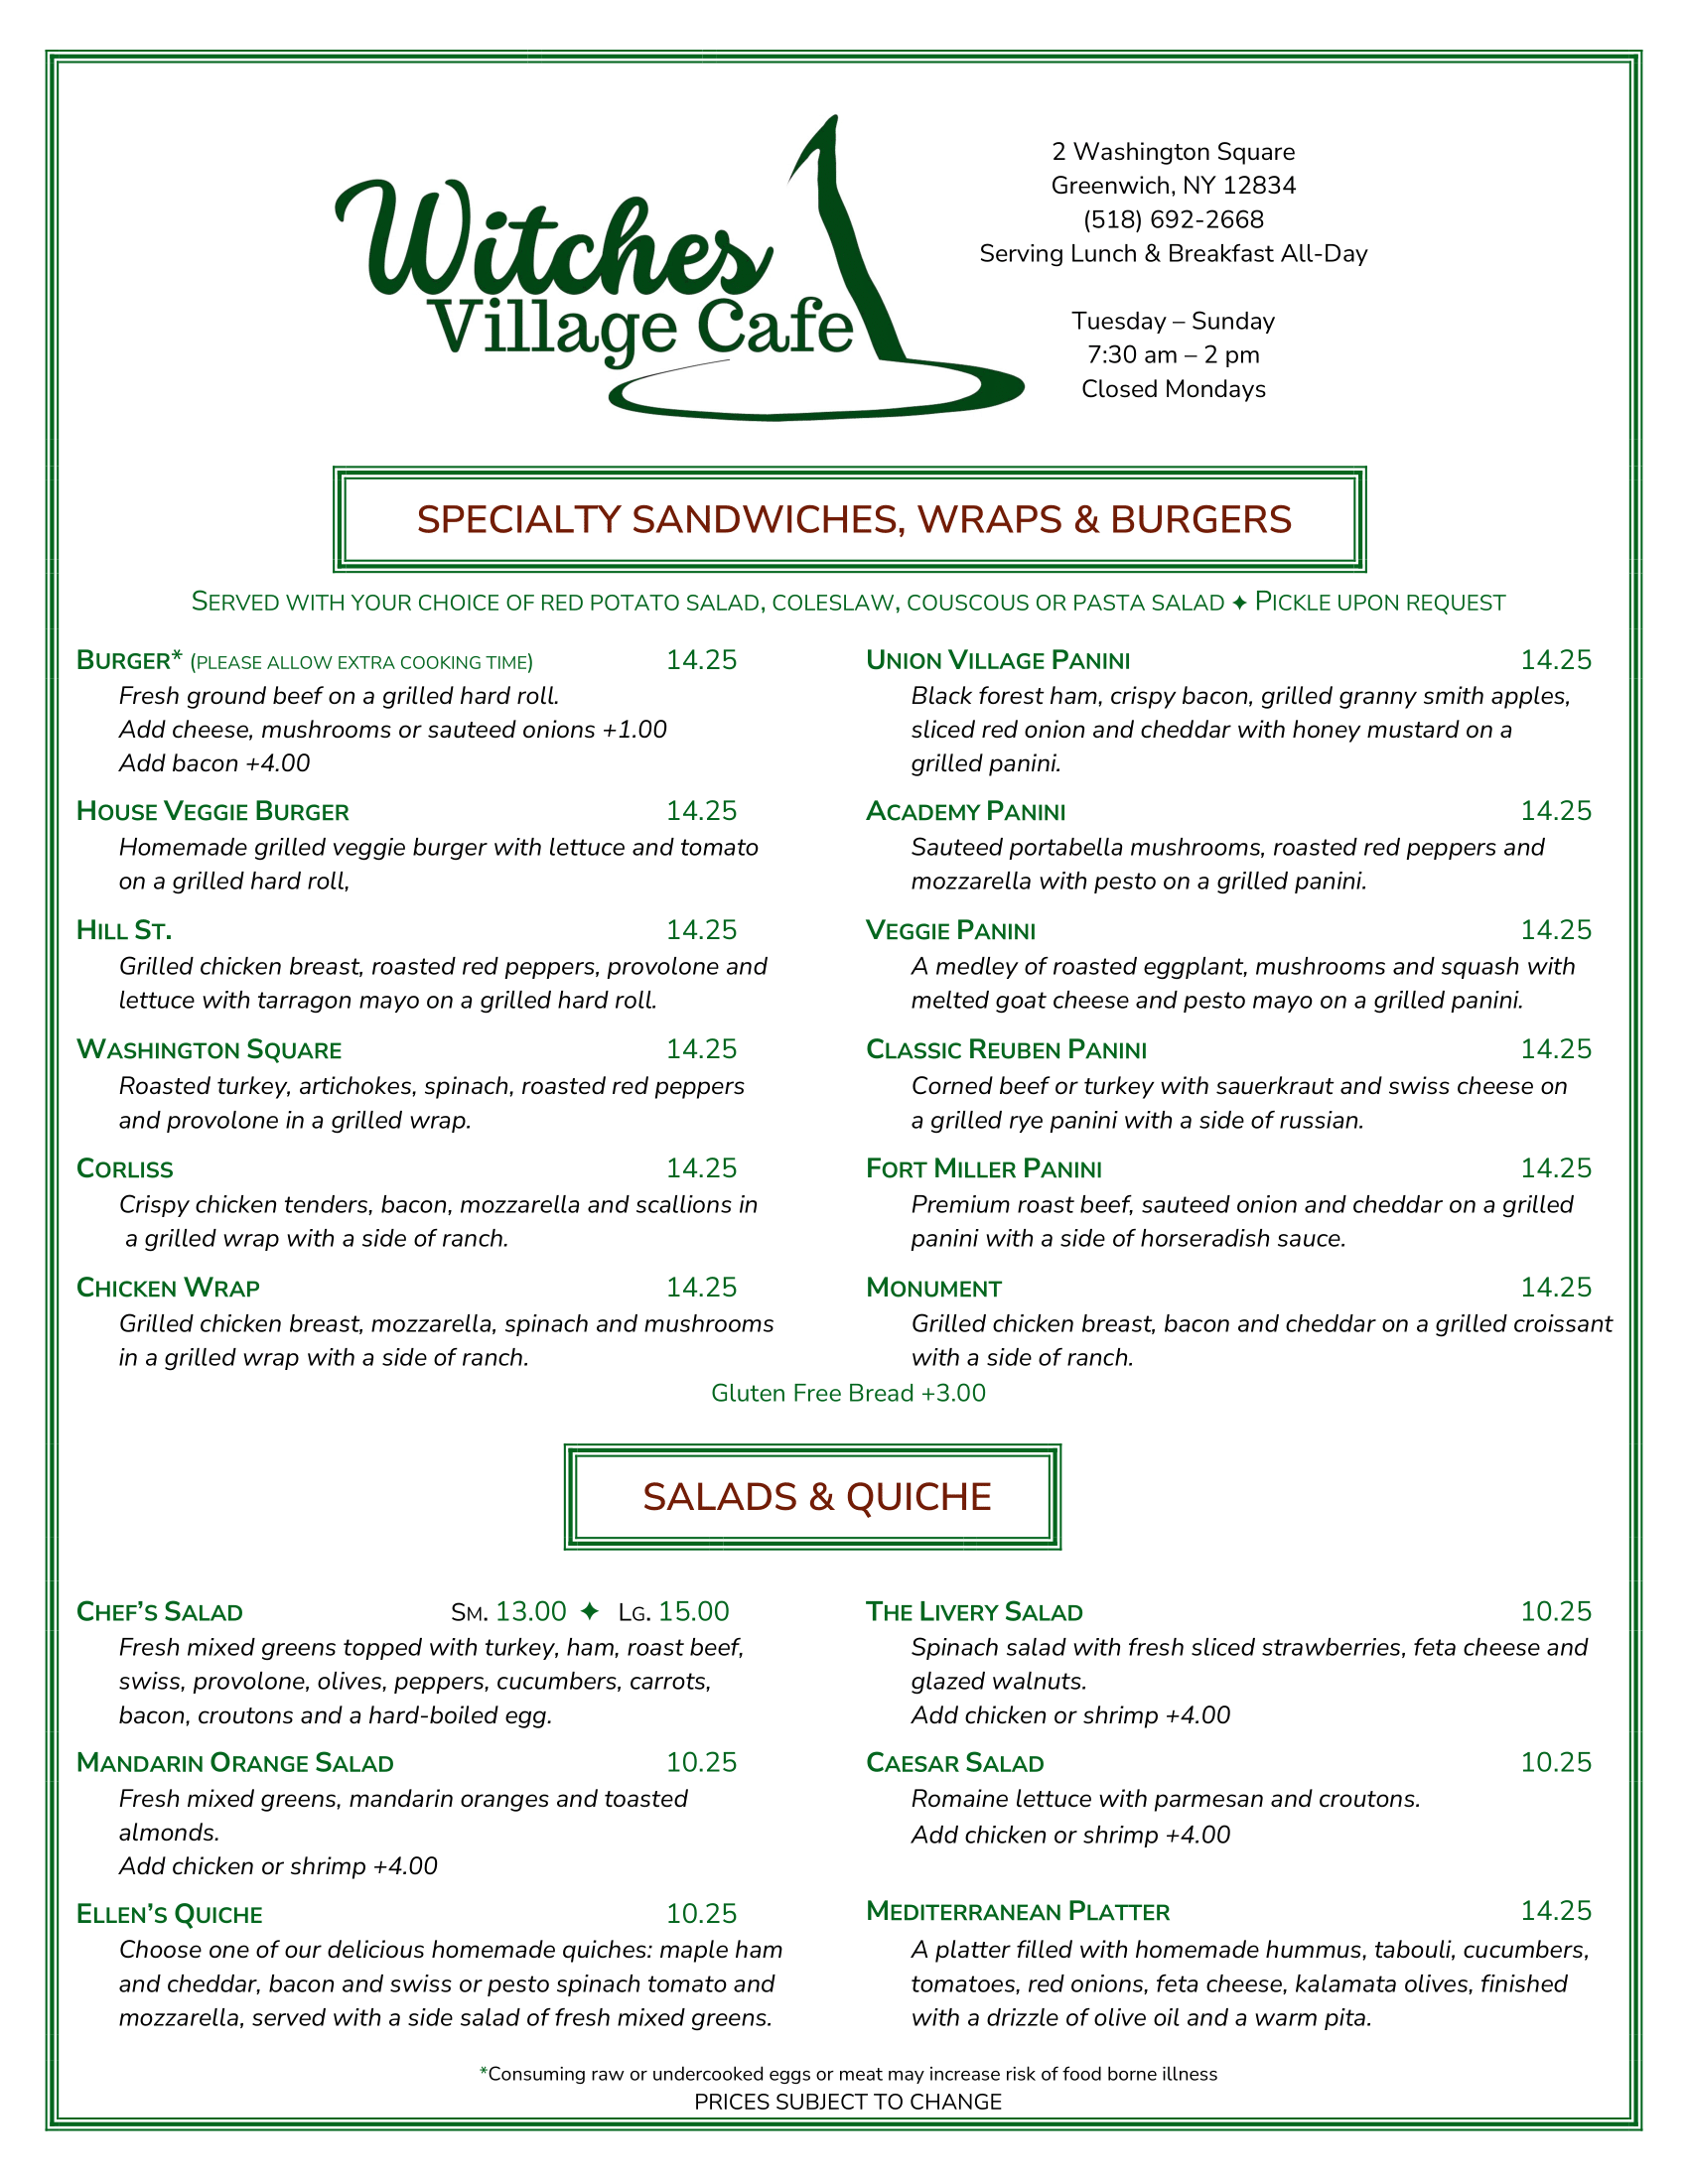 Witches
Village Cafe
2 Washington Square
Greenwich, NY 12834
(518) 692-2668
Serving Lunch & Breakfast All-Day
Tuesday – Sunday
7:30 am – 2 pm
Closed Mondays
SPECIALTY SANDWICHES, WRAPS & BURGERS
SERVED WITH YOUR CHOICE OF RED POTATO SALAD, COLESLAW, COUSCOUS OR PASTA SALAD ✦ PICKLE UPON REQUEST
BURGER* (PLEASE ALLOW EXTRA COOKING TIME) 14.25
Fresh ground beef on a grilled hard roll.
Add cheese, mushrooms or sauteed onions +1.00
Add bacon +4.00
HOUSE VEGGIE BURGER 14.25
Homemade grilled veggie burger with lettuce and tomato
on a grilled hard roll,
HILL ST. 14.25
Grilled chicken breast, roasted red peppers, provolone and
lettuce with tarragon mayo on a grilled hard roll.
WASHINGTON SQUARE 14.25
Roasted turkey, artichokes, spinach, roasted red peppers
and provolone in a grilled wrap.
CORLISS 14.25
Crispy chicken tenders, bacon, mozzarella and scallions in
a grilled wrap with a side of ranch.
CHICKEN WRAP 14.25
Grilled chicken breast, mozzarella, spinach and mushrooms
in a grilled wrap with a side of ranch.
UNION VILLAGE PANINI 14.25
Black forest ham, crispy bacon, grilled granny smith apples,
sliced red onion and cheddar with honey mustard on a
grilled panini.
ACADEMY PANINI 14.25
Sauteed portabella mushrooms, roasted red peppers and
mozzarella with pesto on a grilled panini.
VEGGIE PANINI 14.25
A medley of roasted eggplant, mushrooms and squash with
melted goat cheese and pesto mayo on a grilled panini.
CLASSIC REUBEN PANINI 14.25
Corned beef or turkey with sauerkraut and swiss cheese on
a grilled rye panini with a side of russian.
FORT MILLER PANINI 14.25
Premium roast beef, sauteed onion and cheddar on a grilled
panini with a side of horseradish sauce.
MONUMENT 14.25
Grilled chicken breast, bacon and cheddar on a grilled croissant
with a side of ranch.
Gluten Free Bread +3.00
SALADS & QUICHE
CHEF'S SALAD SM. 13.00 ✦ LG. 15.00
Fresh mixed greens topped with turkey, ham, roast beef,
swiss, provolone, olives, peppers, cucumbers, carrots,
bacon, croutons and a hard-boiled egg.
MANDARIN ORANGE SALAD 10.25
Fresh mixed greens, mandarin oranges and toasted
almonds.
Add chicken or shrimp +4.00
ELLEN'S QUICHE 10.25
Choose one of our delicious homemade quiches: maple ham
and cheddar, bacon and swiss or pesto spinach tomato and
mozzarella, served with a side salad of fresh mixed greens.
THE LIVERY SALAD 10.25
Spinach salad with fresh sliced strawberries, feta cheese and
glazed walnuts.
Add chicken or shrimp +4.00
CAESAR SALAD 10.25
Romaine lettuce with parmesan and croutons.
Add chicken or shrimp +4.00
MEDITERRANEAN PLATTER 14.25
A platter filled with homemade hummus, tabouli, cucumbers,
tomatoes, red onions, feta cheese, kalamata olives, finished
with a drizzle of olive oil and a warm pita.
*Consuming raw or undercooked eggs or meat may increase risk of food borne illness
PRICES SUBJECT TO CHANGE